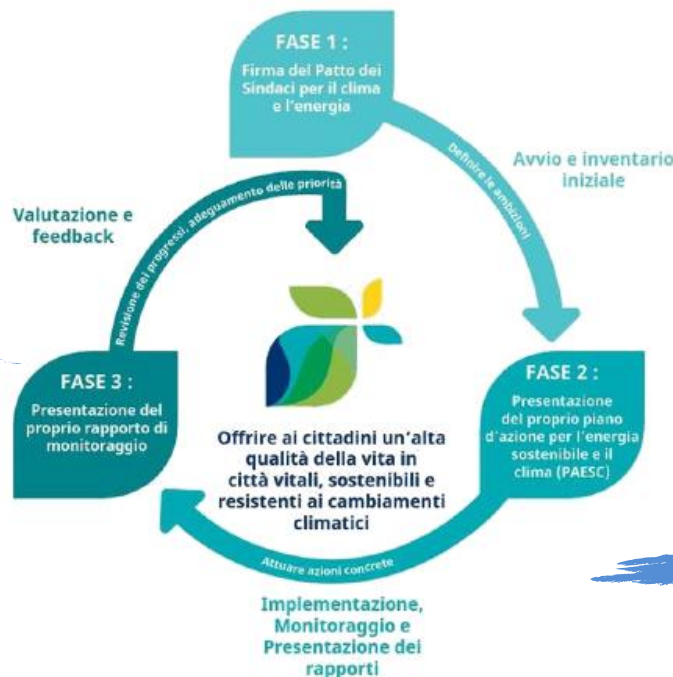 FASE 1 :
Firma del Patto dei
Sindaci per il clima
e l'energia
Definire le ambizioni
Avvio e inventario
iniziale
FASE 2 :
Presentazione
del proprio piano
d'azione per l'energia
sostenibile e il
clima (PAESC)
Attuare azioni concrete
Implementazione,
Monitoraggio e
Presentazione dei
rapporti
FASE 3 :
Presentazione del
proprio rapporto di
monitoraggio
Revisione dei progressi, adeguamento delle priorità
Valutazione e
feedback
Offrire ai cittadini un'alta
qualità della vita in
città vitali, sostenibili e
resistenti ai cambiamenti
climatici